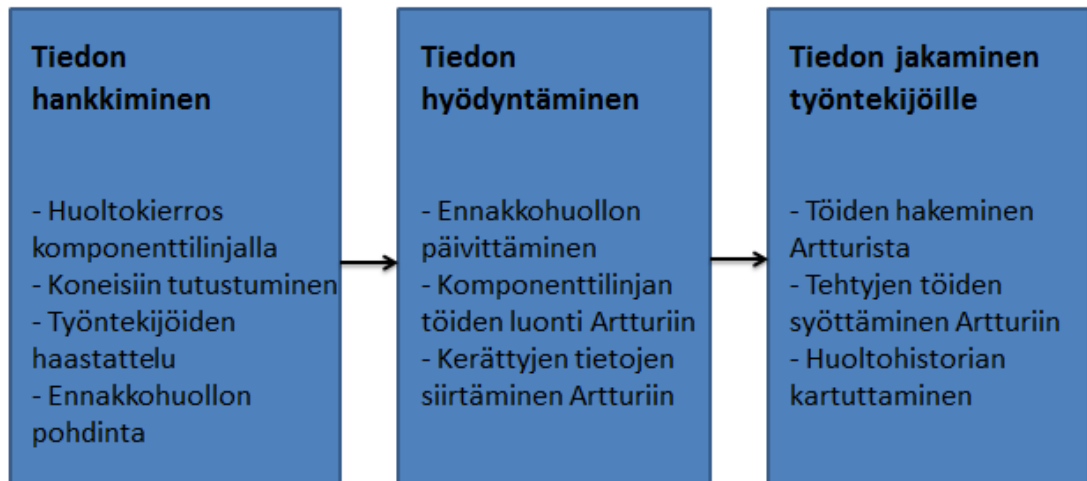 Tiedon
hankkiminen
- Huoltokierros
komponenttilinjalla
- Koneisiin tutustuminen
- Työntekijöiden
haastattelu
- Ennakkohuollon
pohdinta
Tiedon
hyödyntäminen
- Ennakkohuollon
päivittäminen
- Komponenttilinjan
töiden luonti Artturiin
- Kerättyjen tietojen
siirtäminen Artturiin
Tiedon jakaminen
työntekijöille
- Töiden hakeminen
Artturista
- Tehtyjen töiden
syöttäminen Artturiin
- Huoltohistorian
kartuttaminen